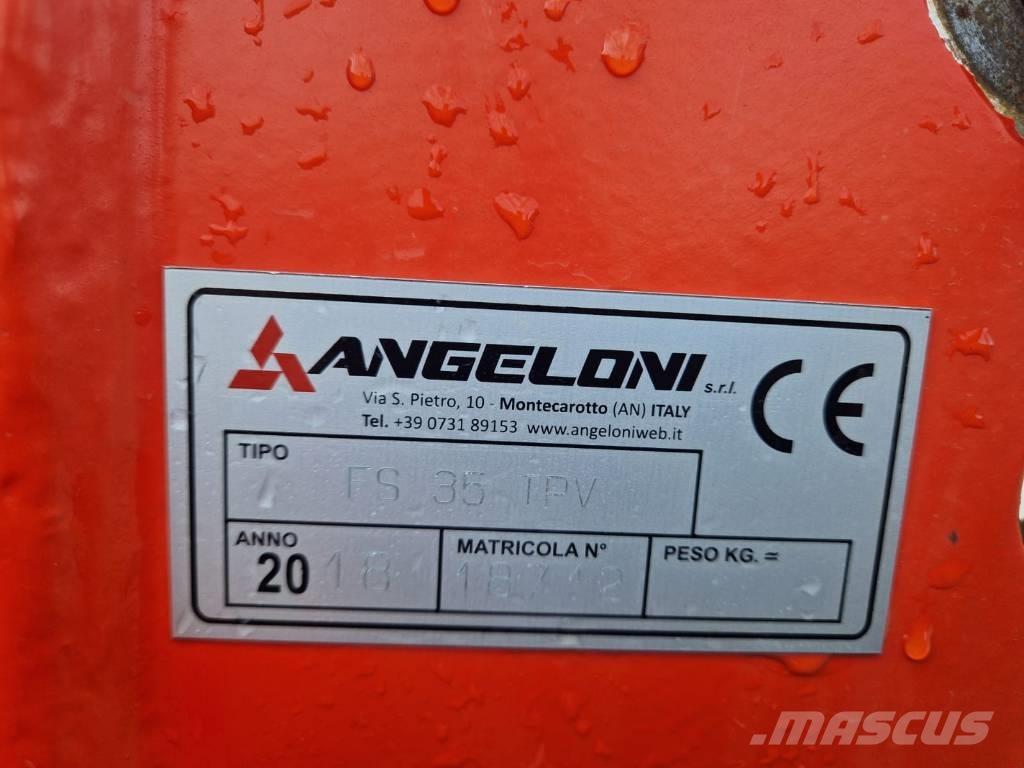 ANGELONI s.r.l.
CE
Via S. Pietro, 10 - Montecarotto (AN) ITALY
Tel. +39 0731 89153 www.angeloniweb.it
TIPO
FS 35 TPV
ANNO
2018
MATRICOLA N°
PESO KG. =
MASCUS